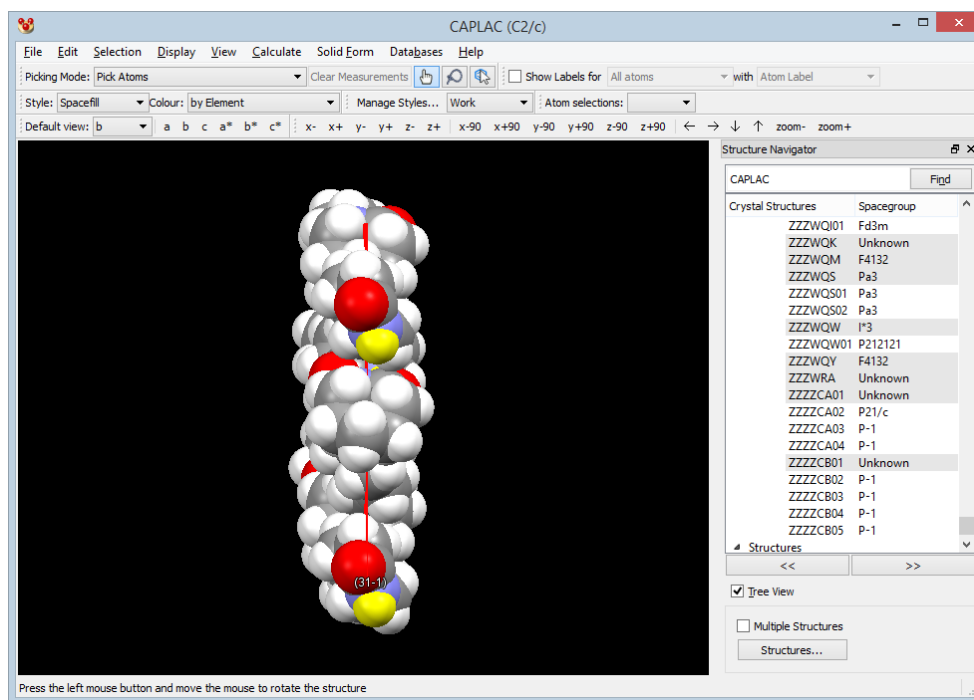 CAPLAC (C2/c)
File Edit Selection Display View Calculate Solid Form Databases Help
Picking Mode: Pick Atoms Clear Measurements Show Labels for All atoms with Atom Label
Style: Spacefill Colour: by Element Manage Styles... Work Atom selections:
Default view: b a b c a* b* c* x- x+ y- y+ z- z+ x-90 x+90 y-90 y+90 z-90 z+90 ← → ↓ ↑ zoom- zoom+
Structure Navigator
CAPLAC Find
Crystal Structures Spacegroup
ZZZWQI01 Fd3m
ZZZWQK Unknown
ZZZWQM F4132
ZZZWQS Pa3
ZZZWQS01 Pa3
ZZZWQS02 Pa3
ZZZWQW I*3
ZZZWQW01 P212121
ZZZWQY F4132
ZZZWRA Unknown
ZZZZCA01 Unknown
ZZZZCA02 P21/c
ZZZZCA03 P-1
ZZZZCA04 P-1
ZZZZCB01 Unknown
ZZZZCB02 P-1
ZZZZCB03 P-1
ZZZZCB04 P-1
ZZZZCB05 P-1
Structures
<< >>
Tree View
Multiple Structures
Structures...
(31-1)
Press the left mouse button and move the mouse to rotate the structure